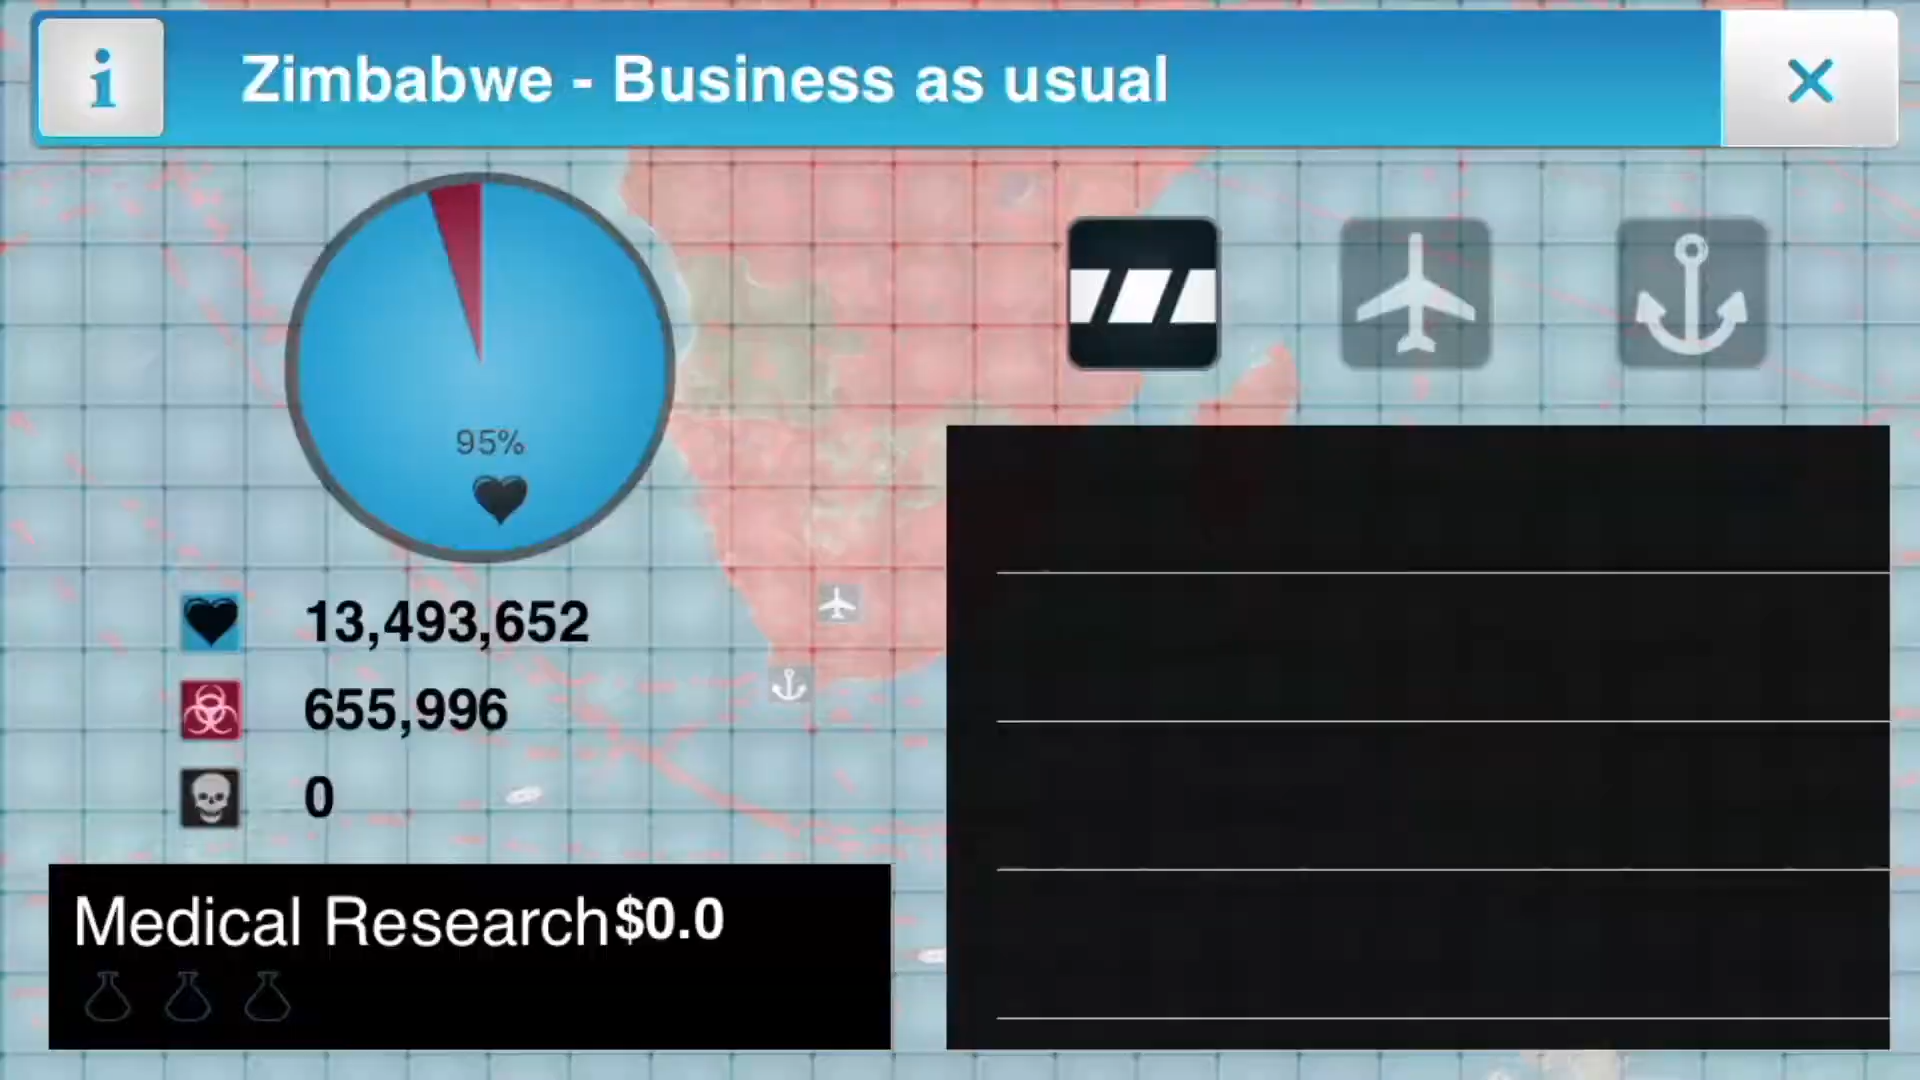 i
Zimbabwe - Business as usual
95%
13,493,652
655,996
0
Medical Research$0.0